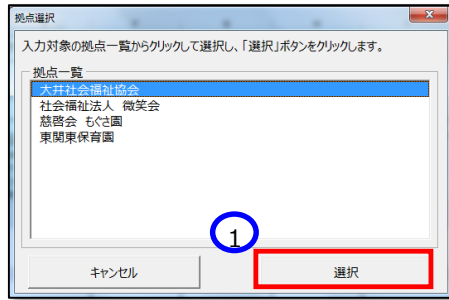 拠点選択
入力対象の拠点一覧からクリックして選択し、「選択」ボタンをクリックします。
拠点一覧
大井社会福祉協会
社会福祉法人 微笑会
慈啓会 もぐさ園
東関東保育園
1
キャンセル
選択